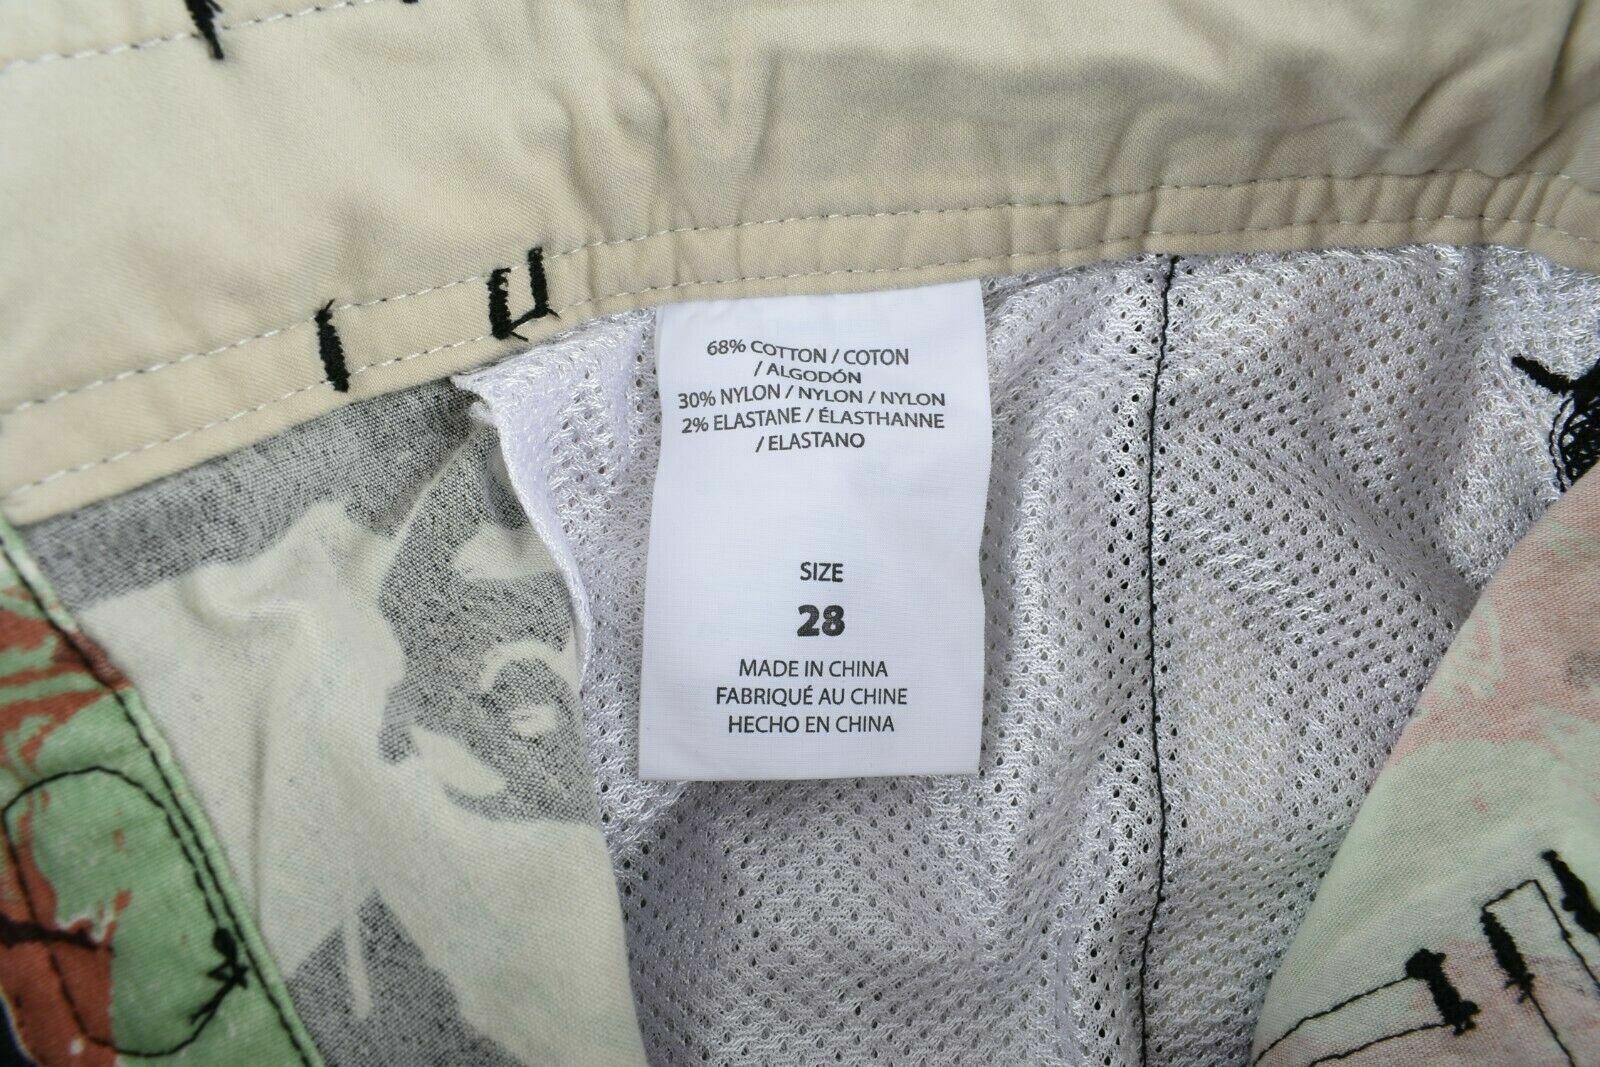 68% COTTON / COTON
/ ALGODÓN
30% NYLON / NYLON / NYLON
2% ELASTANE / ÉLASTHANNE
/ ELASTANO
SIZE
28
MADE IN CHINA
FABRIQUÉ AU CHINE
HECHO EN CHINA